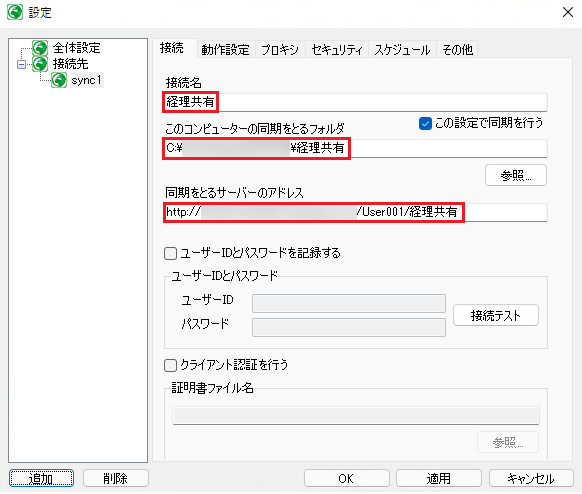 設定
全体設定
接続先
sync1
接続 動作設定 プロキシ セキュリティ スケジュール その他
接続名
経理共有
このコンピューターの同期をとるフォルダ
この設定で同期を行う
C:¥ ¥経理共有
参照...
同期をとるサーバーのアドレス
http:// /User001/経理共有
ユーザーIDとパスワードを記録する
ユーザーIDとパスワード
ユーザーID
パスワード
接続テスト
クライアント認証を行う
証明書ファイル名
参照...
追加 削除 OK 適用 キャンセル